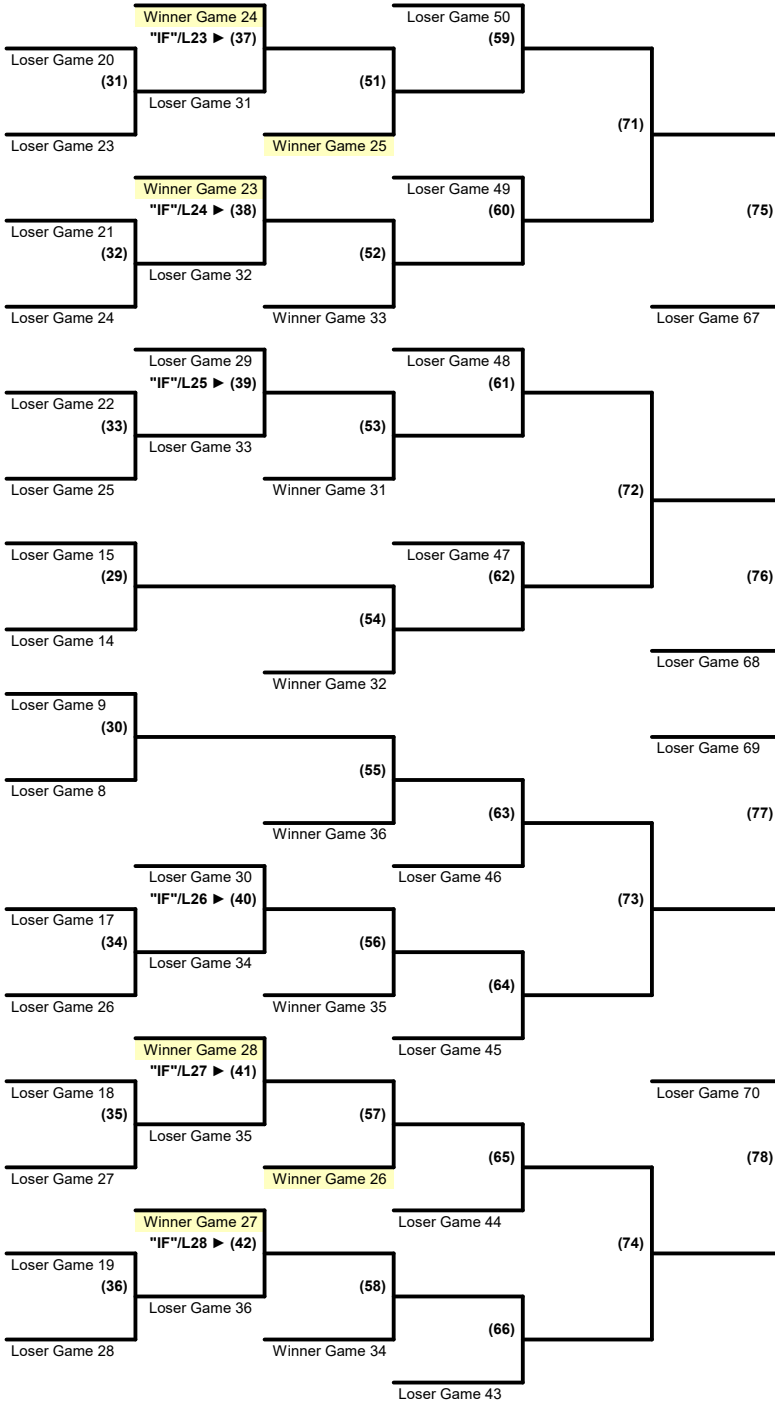 Winner Game 24
Loser Game 50
"IF"/L23 ► (37)
(59)
Loser Game 20
(31)
(51)
Loser Game 31
(71)
Loser Game 23
Winner Game 25
Winner Game 23
Loser Game 49
"IF"/L24 ► (38)
(60)
(75)
Loser Game 21
(32)
(52)
Loser Game 32
Loser Game 24
Winner Game 33
Loser Game 67
Loser Game 29
Loser Game 48
"IF"/L25 ► (39)
(61)
Loser Game 22
(33)
(53)
Loser Game 33
Loser Game 25
Winner Game 31
(72)
Loser Game 15
Loser Game 47
(29)
(62)
(76)
(54)
Loser Game 14
Loser Game 68
Winner Game 32
Loser Game 9
(30)
Loser Game 69
(55)
Loser Game 8
(63)
(77)
Winner Game 36
Loser Game 30
Loser Game 46
"IF"/L26 ► (40)
(73)
Loser Game 17
(34)
(56)
Loser Game 34
(64)
Loser Game 26
Winner Game 35
Winner Game 28
Loser Game 45
"IF"/L27 ► (41)
Loser Game 18
Loser Game 70
(35)
(57)
Loser Game 35
(65)
(78)
Loser Game 27
Winner Game 26
Winner Game 27
Loser Game 44
"IF"/L28 ► (42)
(74)
Loser Game 19
(36)
(58)
Loser Game 36
(66)
Loser Game 28
Winner Game 34
Loser Game 43